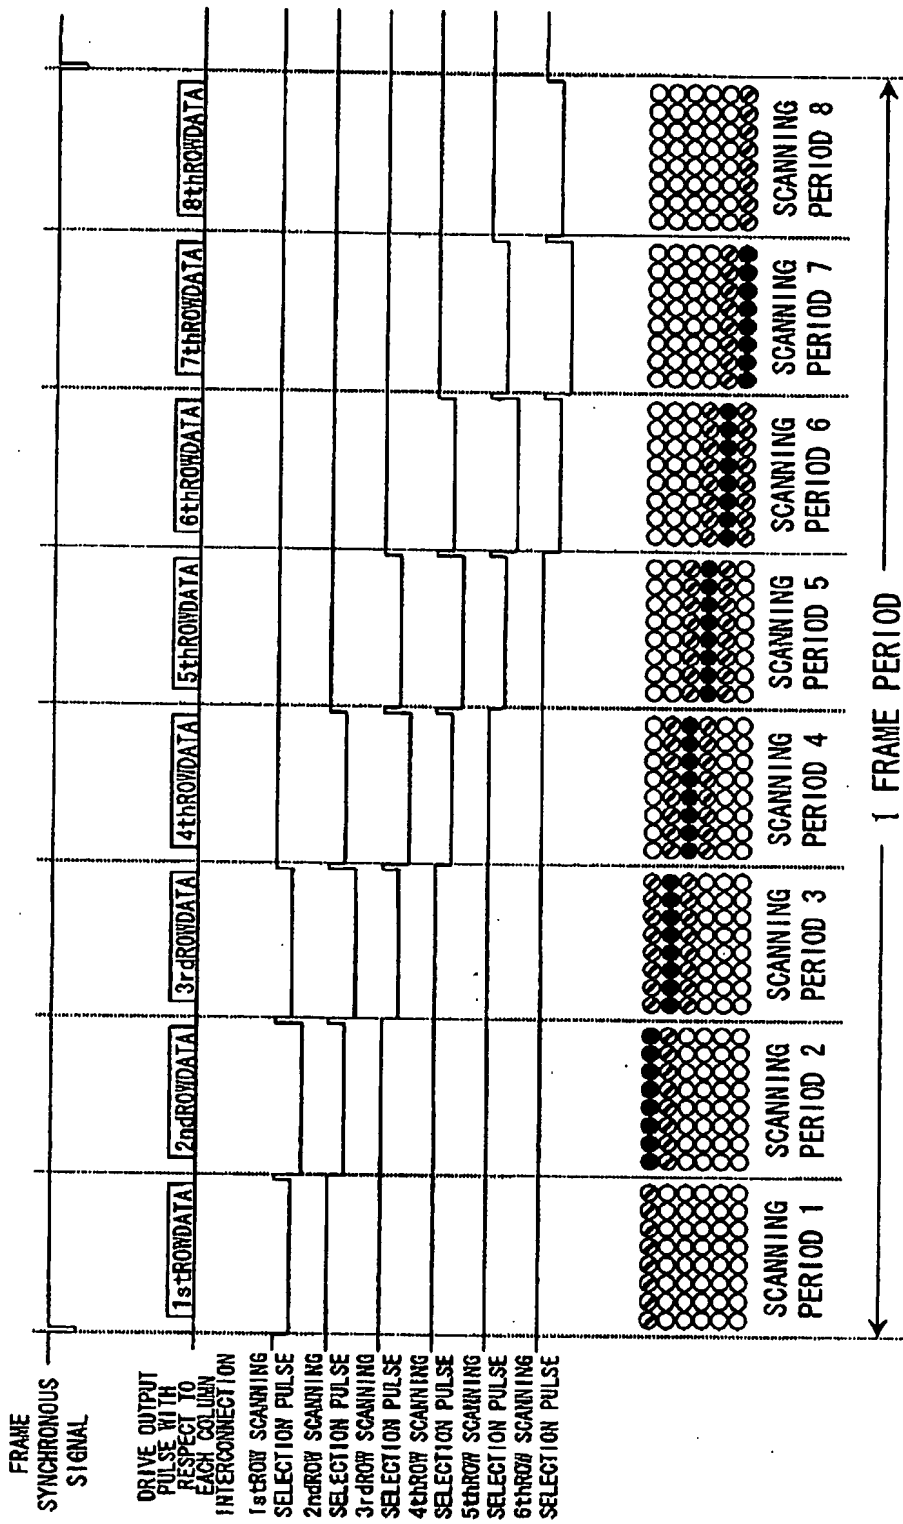 FRAME
SYNCHRONOUS
SIGNAL
DRIVE OUTPUT
PULSE WITH
RESPECT TO
EACH COLUMN
INTERCONNECTION
1stROWDATA
2ndROWDATA
3rdROWDATA
4thROWDATA
5thROWDATA
6thROWDATA
7thROWDATA
8thROWDATA
1stROW SCANNING
SELECTION PULSE
2ndROW SCANNING
SELECTION PULSE
3rdROW SCANNING
SELECTION PULSE
4thROW SCANNING
SELECTION PULSE
5thROW SCANNING
SELECTION PULSE
6thROW SCANNING
SELECTION PULSE
SCANNING
PERIOD 1
SCANNING
PERIOD 2
SCANNING
PERIOD 3
SCANNING
PERIOD 4
SCANNING
PERIOD 5
SCANNING
PERIOD 6
SCANNING
PERIOD 7
SCANNING
PERIOD 8
1 FRAME PERIOD